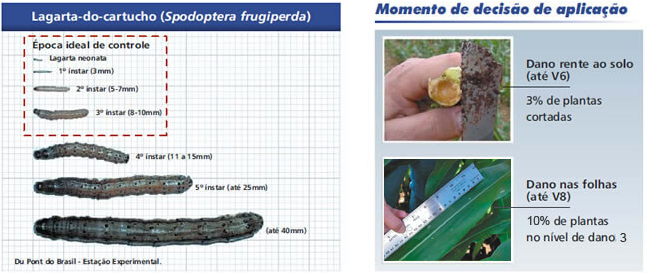 Lagarta-do-cartucho (Spodoptera frugiperda)
Época ideal de controle
Lagarta neonata
1º instar (3mm)
2º instar (5-7mm)
3º instar (8-10mm)
4º instar (11 a 15mm)
5º instar (até 25mm)
(até 40mm)
Du Pont do Brasil - Estação Experimental.
Momento de decisão de aplicação
Dano rente ao solo
(até V6)
3% de plantas
cortadas
Dano nas folhas
(até V8)
10% de plantas
no nível de dano 3